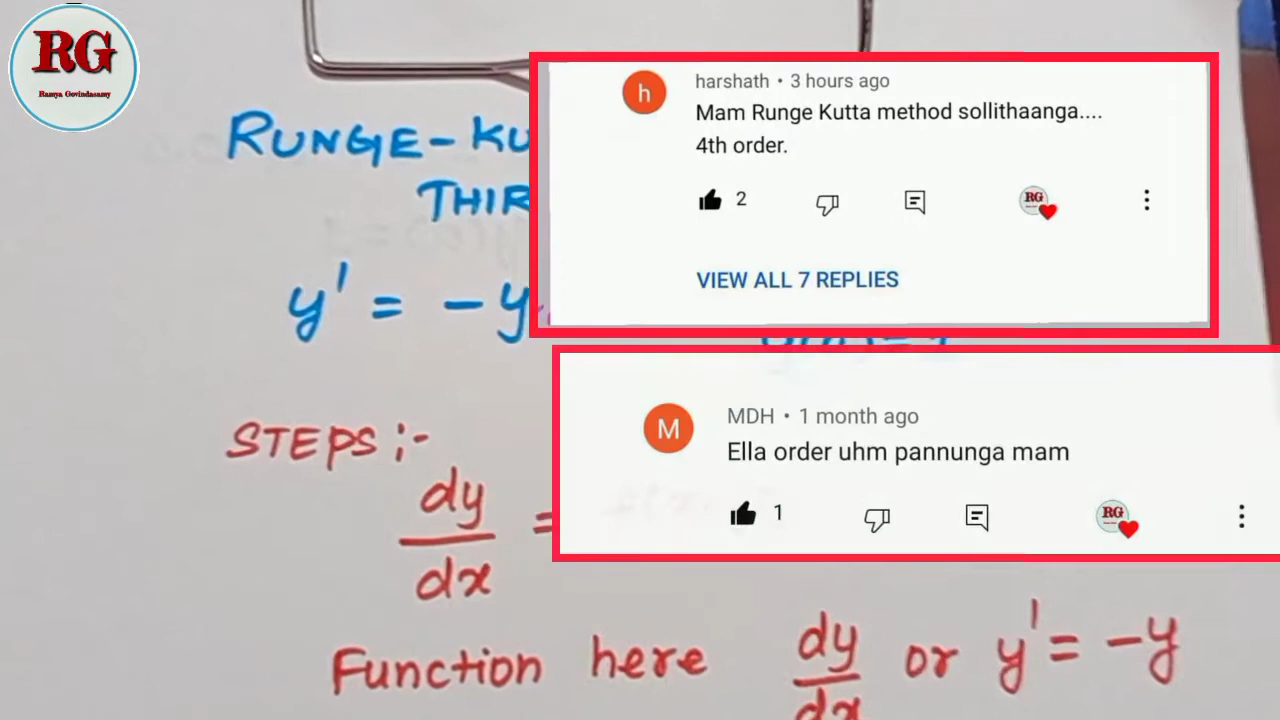 RG
Ramya Govindasamy
RUNGE-KU
THIR
y' = -y
STEPS :-
dy/dx =
Function here dy/dx or y' = -y
harshath • 3 hours ago
Mam Runge Kutta method sollithaanga....
4th order.
2
RG
VIEW ALL 7 REPLIES
MDH • 1 month ago
Ella order uhm pannunga mam
1
RG